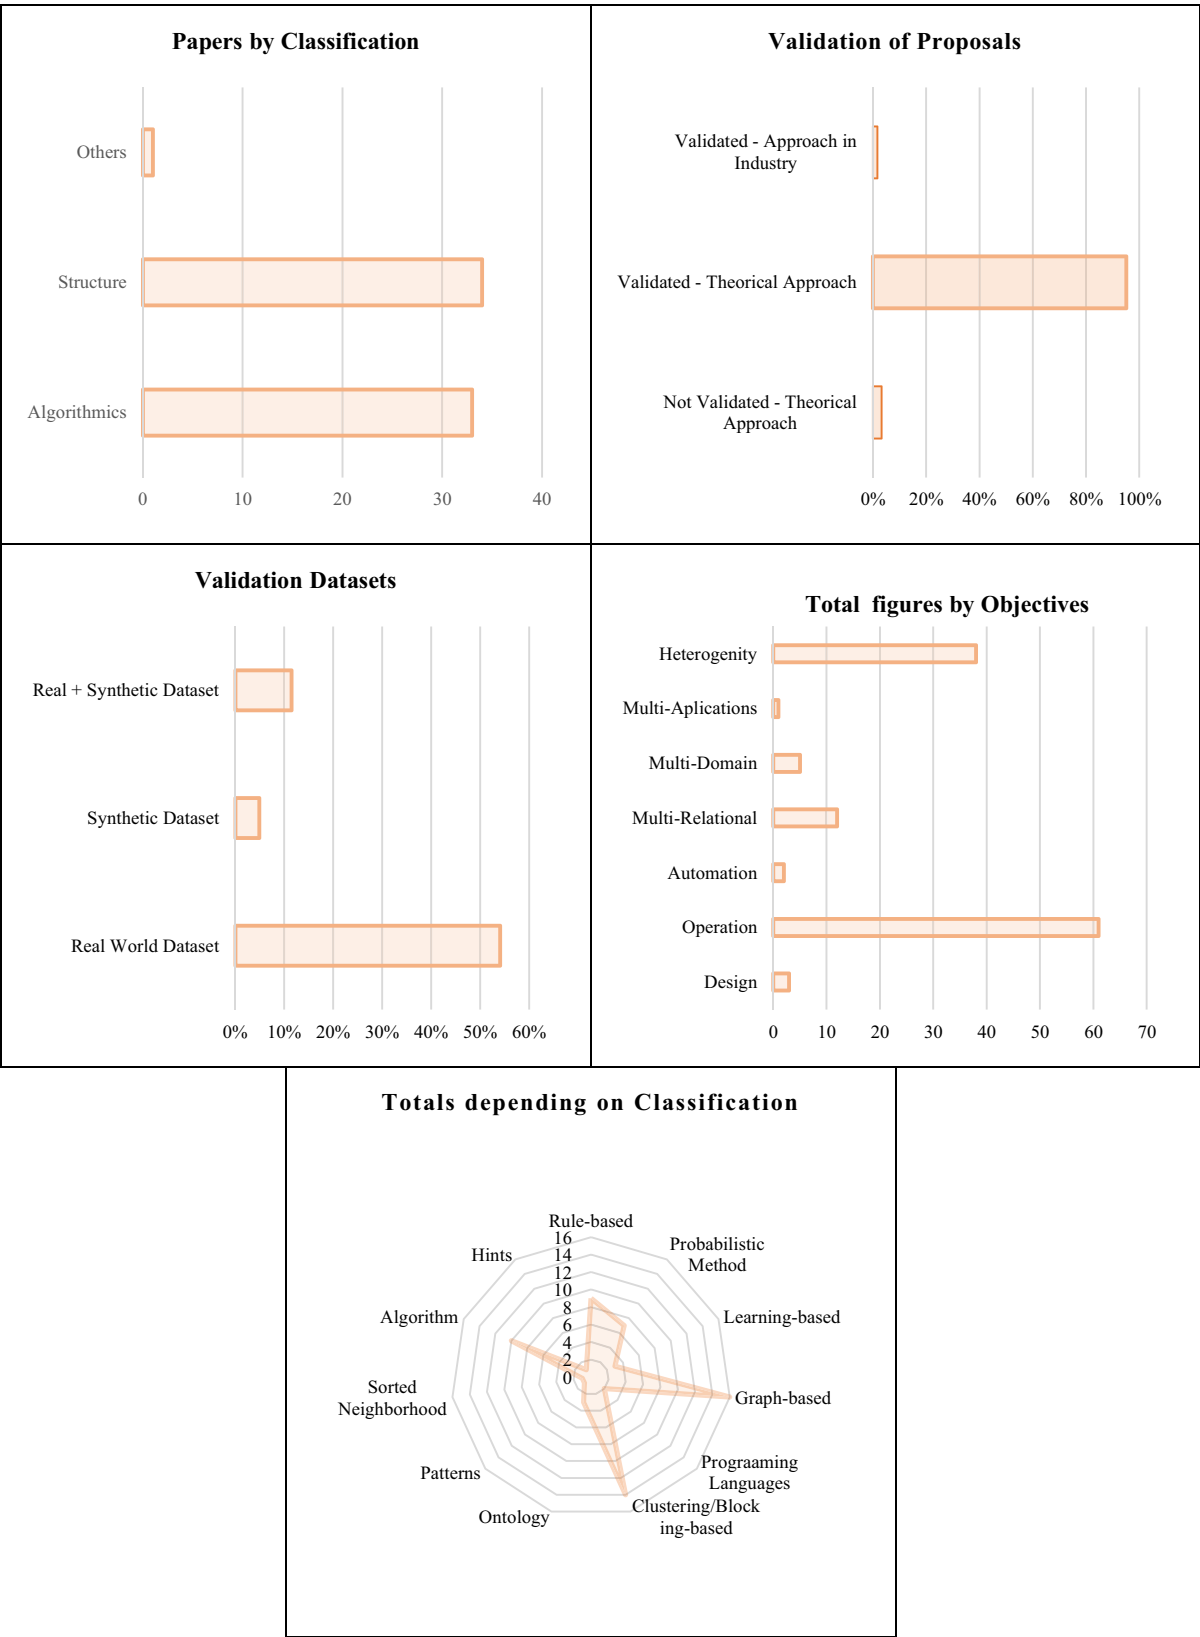 Papers by Classification
Others
Structure
Algorithmics
0 10 20 30 40
Validation of Proposals
Validated - Approach in
Industry
Validated - Theorical Approach
Not Validated - Theorical
Approach
0% 20% 40% 60% 80% 100%
Validation Datasets
Real + Synthetic Dataset
Synthetic Dataset
Real World Dataset
0% 10% 20% 30% 40% 50% 60%
Total figures by Objectives
Heterogenity
Multi-Aplications
Multi-Domain
Multi-Relational
Automation
Operation
Design
0 10 20 30 40 50 60 70
Totals depending on Classification
Rule-based
Probabilistic
Method
Learning-based
Graph-based
Prograaming
Languages
Clustering/Block
ing-based
Ontology
Patterns
Sorted
Neighborhood
Algorithm
Hints
16
14
12
10
8
6
4
2
0